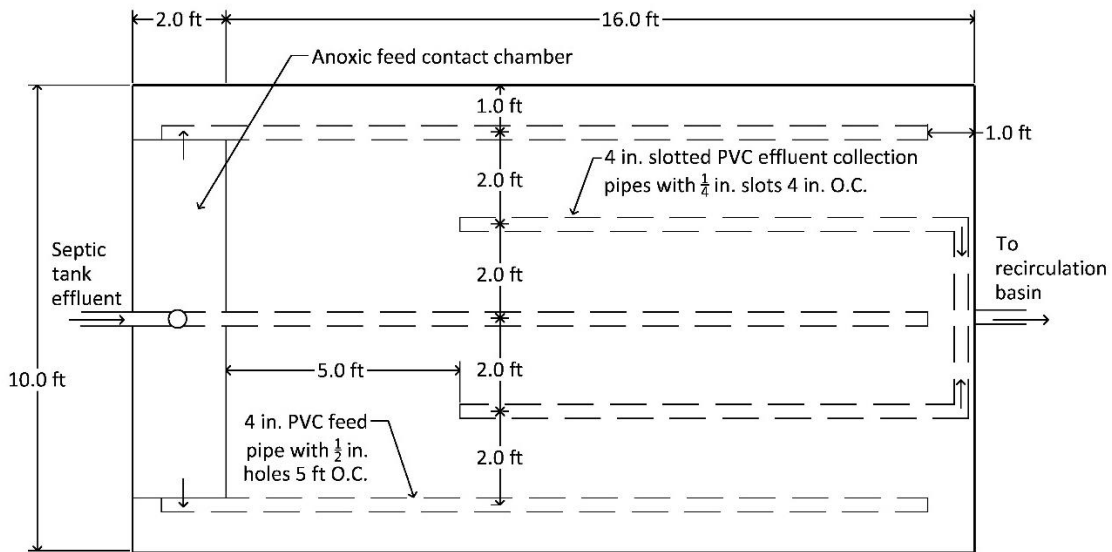 2.0 ft
16.0 ft
Anoxic feed contact chamber
1.0 ft
1.0 ft
4 in. slotted PVC effluent collection
pipes with 1/4 in. slots 4 in. O.C.
2.0 ft
Septic
tank
effluent
2.0 ft
To
recirculation
basin
10.0 ft
5.0 ft
2.0 ft
4 in. PVC feed
pipe with 1/2 in.
holes 5 ft O.C.
2.0 ft